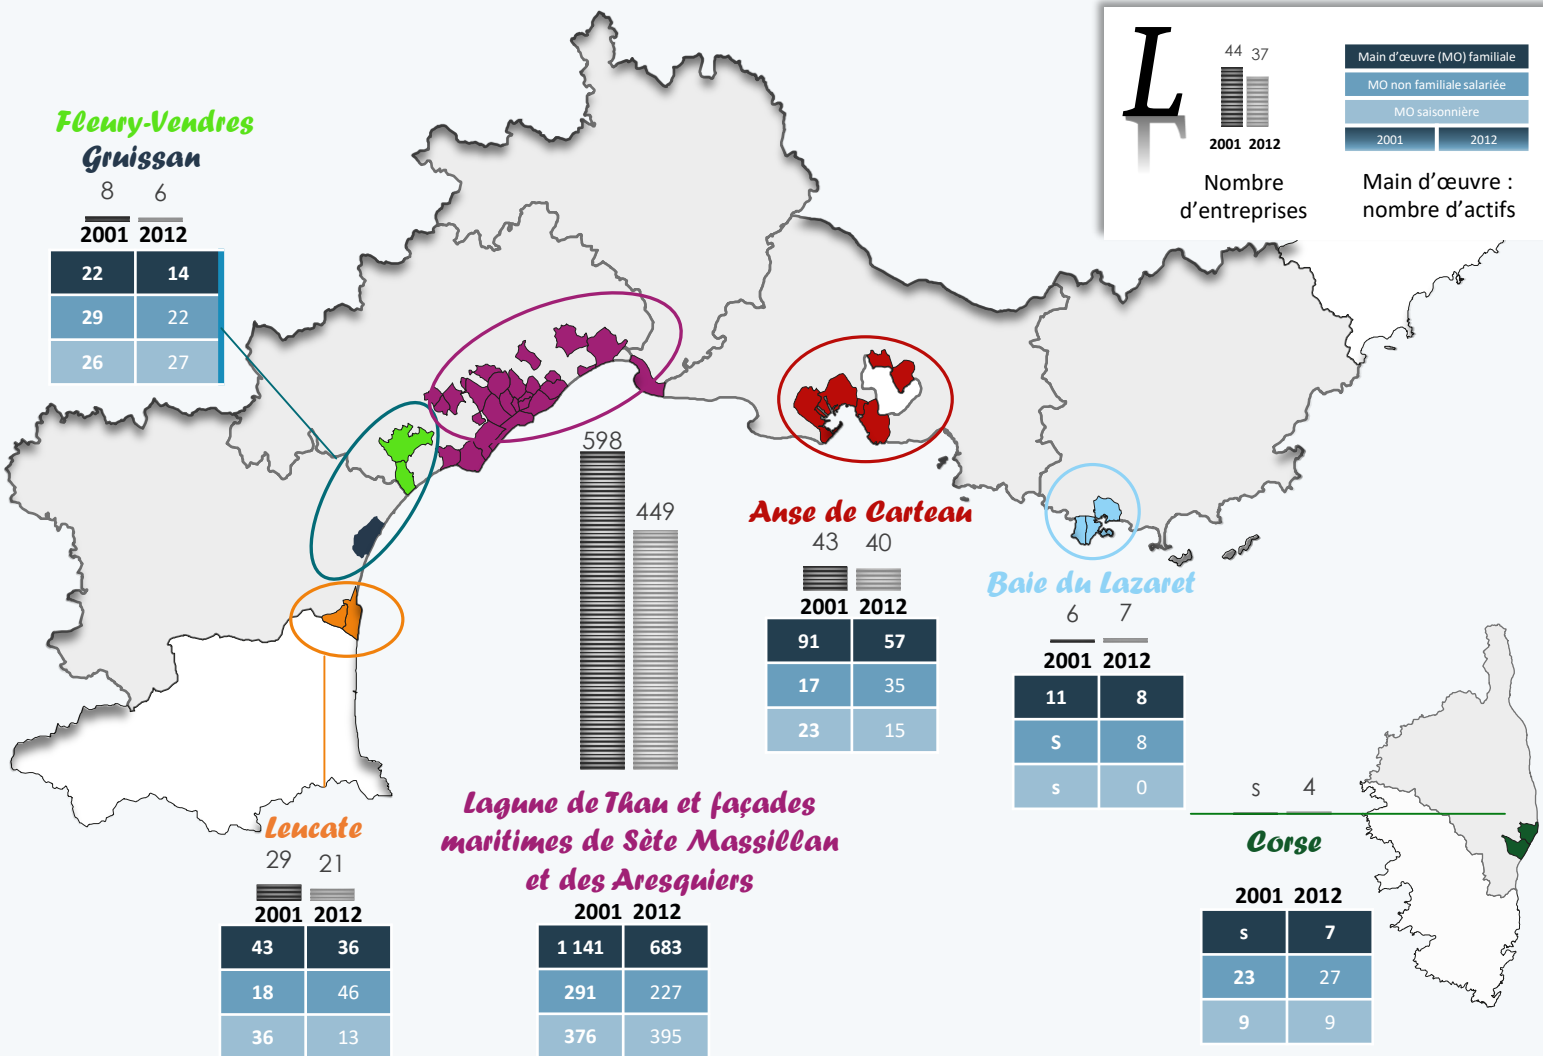 L
44 37
2001 2012
Nombre
d'entreprises
Main d'œuvre (MO) familiale
MO non familiale salariée
MO saisonnière
2001 2012
Main d'œuvre :
nombre d'actifs
Fleury-Vendres
Gruissan
8 6
2001 2012
22 14
29 22
26 27
598
449
Lagune de Thau et façades
maritimes de Sète Massillan
et des Aresquiers
2001 2012
1 141 683
291 227
376 395
Anse de Carteau
43 40
2001 2012
91 57
17 35
23 15
Baie du Lazaret
6 7
2001 2012
11 8
S 8
s 0
Leucate
29 21
2001 2012
43 36
18 46
36 13
s 4
Corse
2001 2012
s 7
23 27
9 9